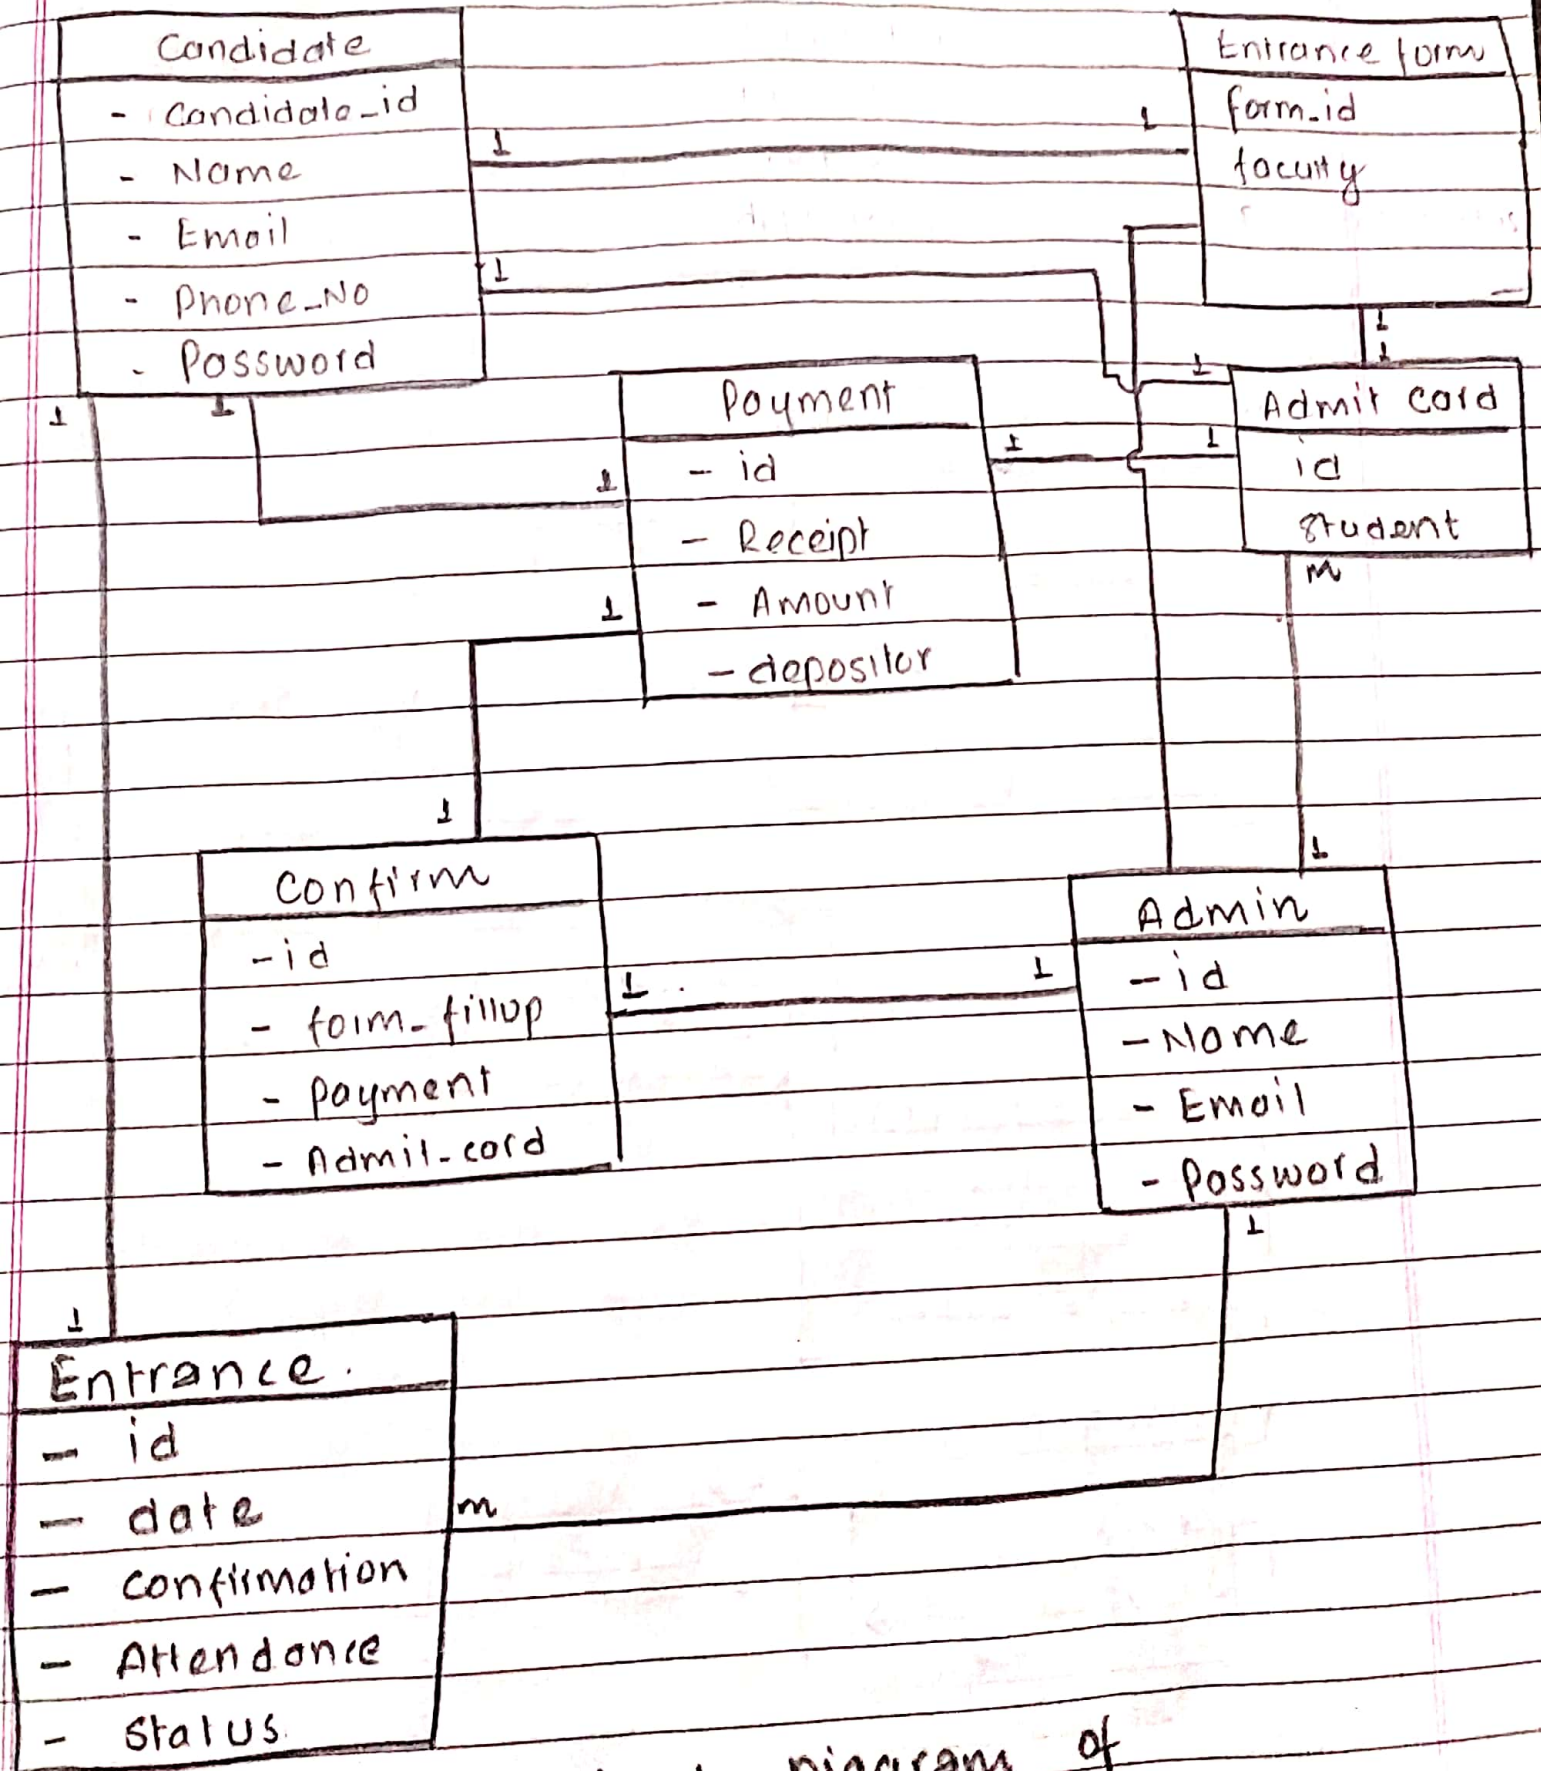 Candidate
- Candidate_id
- Name
- Email
- Phone_No
- Password
Entrance form
form_id
faculty
1
1
1
1
1
1
1
1
Payment
- id
- Receipt
- Amount
- depositor
1
1
1
1
Admit card
id
student
m
1
1
Confirm
- id
- form_fillup
- Payment
- Admit_card
1
1
Admin
- id
- Name
- Email
- Password
1
1
Entrance.
- id
- date
- confirmation
- Attendance
- Status
m
Diagram of